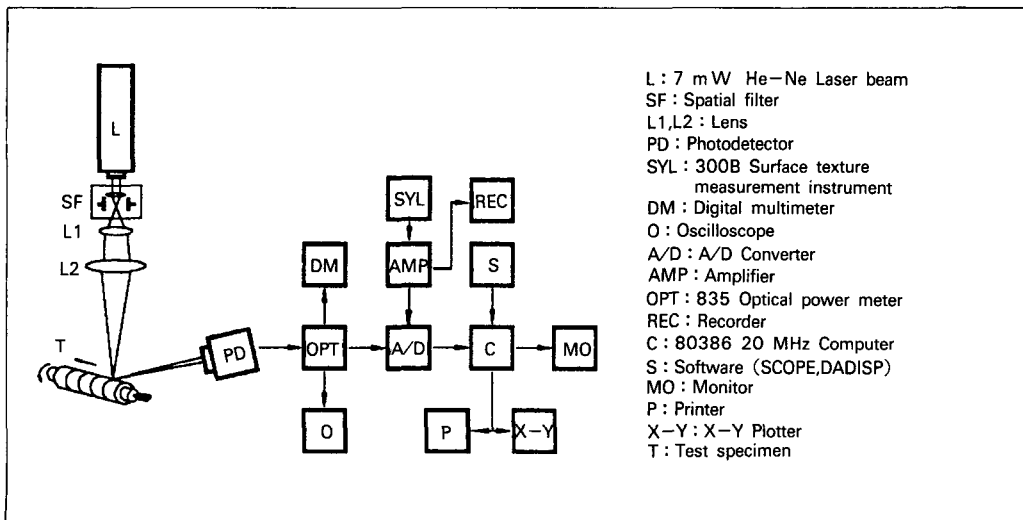 L
SF
L1
L2
T
PD
DM
OPT
O
SYL
AMP
A/D
REC
S
C
MO
P
X-Y
L : 7 mW He-Ne Laser beam
SF : Spatial filter
L1,L2 : Lens
PD : Photodetector
SYL : 300B Surface texture
measurement instrument
DM : Digital multimeter
O : Oscilloscope
A/D : A/D Converter
AMP : Amplifier
OPT : 835 Optical power meter
REC : Recorder
C : 80386 20 MHz Computer
S : Software (SCOPE,DADISP)
MO : Monitor
P : Printer
X-Y : X-Y Plotter
T : Test specimen